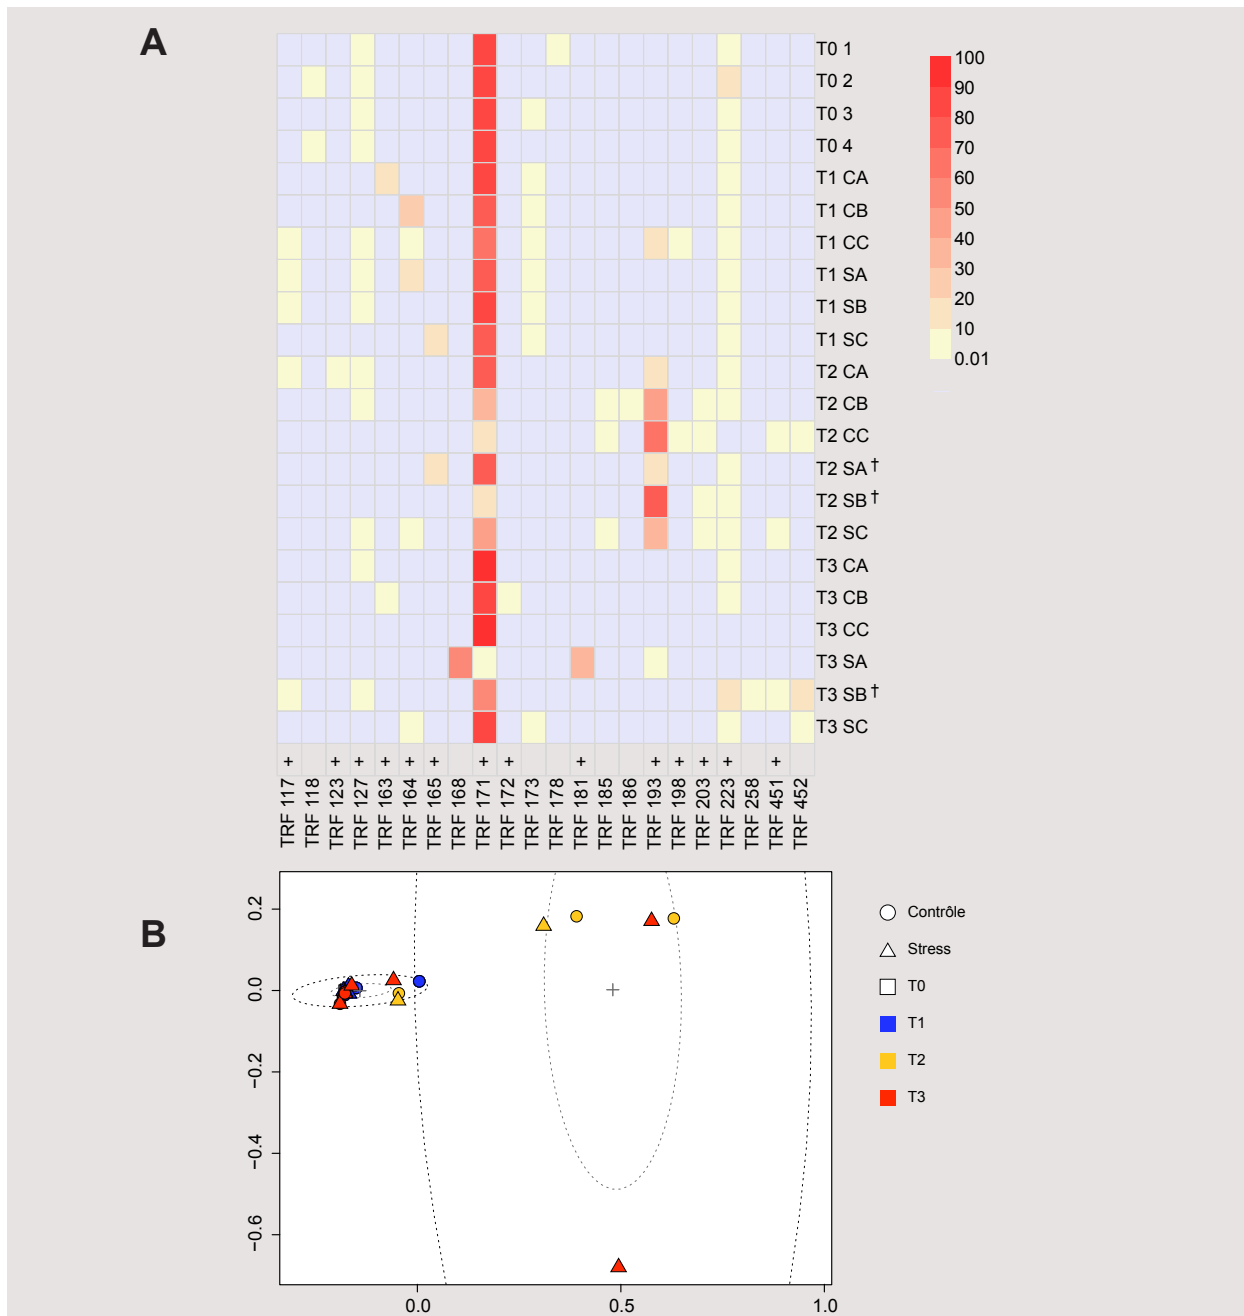 A
T0 1
T0 2
T0 3
T0 4
T1 CA
T1 CB
T1 CC
T1 SA
T1 SB
T1 SC
T2 CA
T2 CB
T2 CC
T2 SA †
T2 SB †
T2 SC
T3 CA
T3 CB
T3 CC
T3 SA
T3 SB †
T3 SC
100
90
80
70
60
50
40
30
20
10
0.01
+ + + + + + + + + + + + + +
TRF 117
TRF 118
TRF 123
TRF 127
TRF 163
TRF 164
TRF 165
TRF 168
TRF 171
TRF 172
TRF 173
TRF 178
TRF 181
TRF 185
TRF 186
TRF 193
TRF 198
TRF 203
TRF 223
TRF 258
TRF 451
TRF 452
B
0.2
0.0
−0.2
−0.4
−0.6
0.0
0.5
1.0
Contrôle
Stress
T0
T1
T2
T3